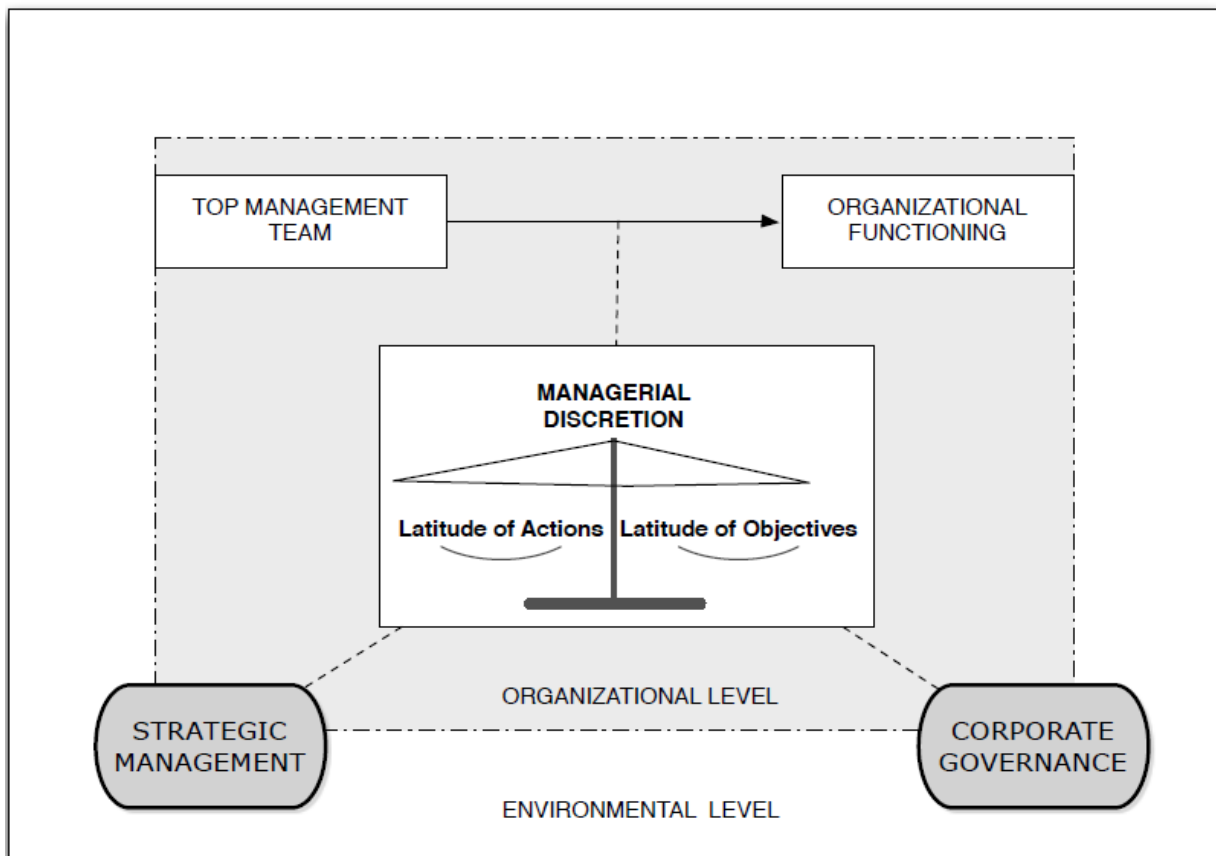 TOP MANAGEMENT
TEAM
ORGANIZATIONAL
FUNCTIONING
MANAGERIAL
DISCRETION
Latitude of Actions
Latitude of Objectives
ORGANIZATIONAL LEVEL
STRATEGIC
MANAGEMENT
CORPORATE
GOVERNANCE
ENVIRONMENTAL LEVEL